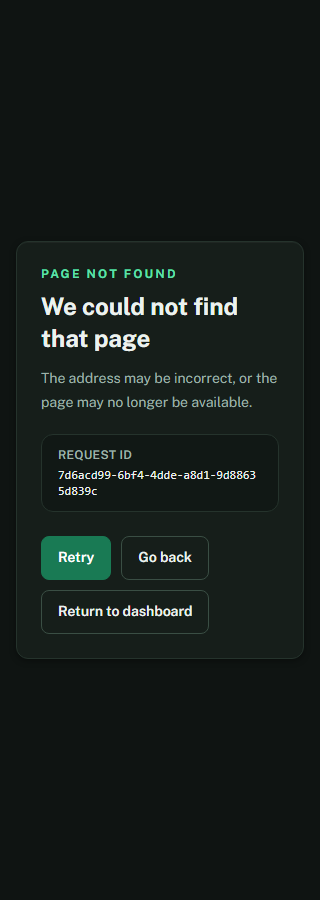 PAGE NOT FOUND
We could not find
that page
The address may be incorrect, or the
page may no longer be available.
REQUEST ID
7d6acd99-6bf4-4dde-a8d1-9d8863
5d839c
Retry
Go back
Return to dashboard